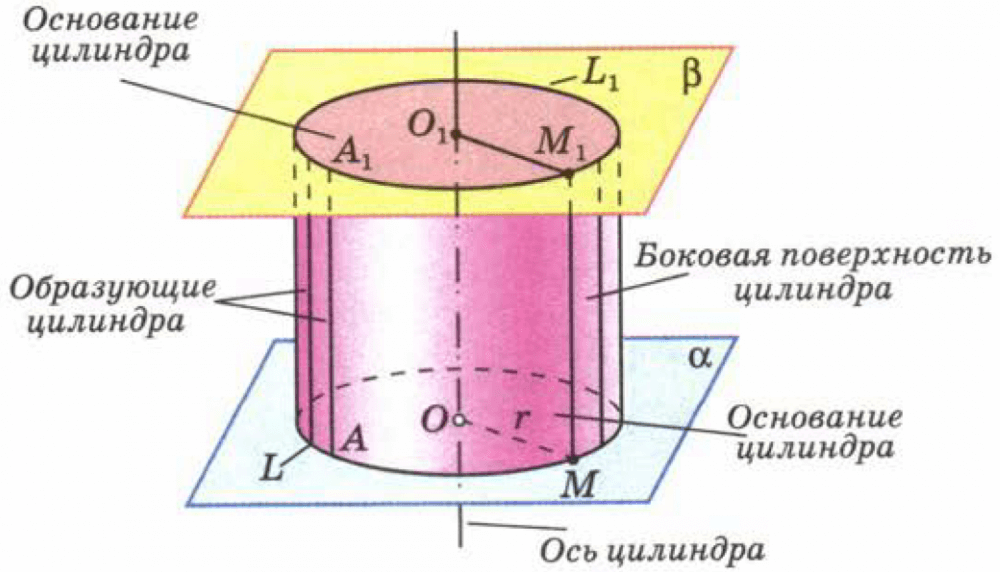 Основание
цилиндра
L₁
β
O₁
M₁
A₁
Боковая поверхность
цилиндра
Образующие
цилиндра
α
O
r
Основание
цилиндра
A
L
M
Ось цилиндра